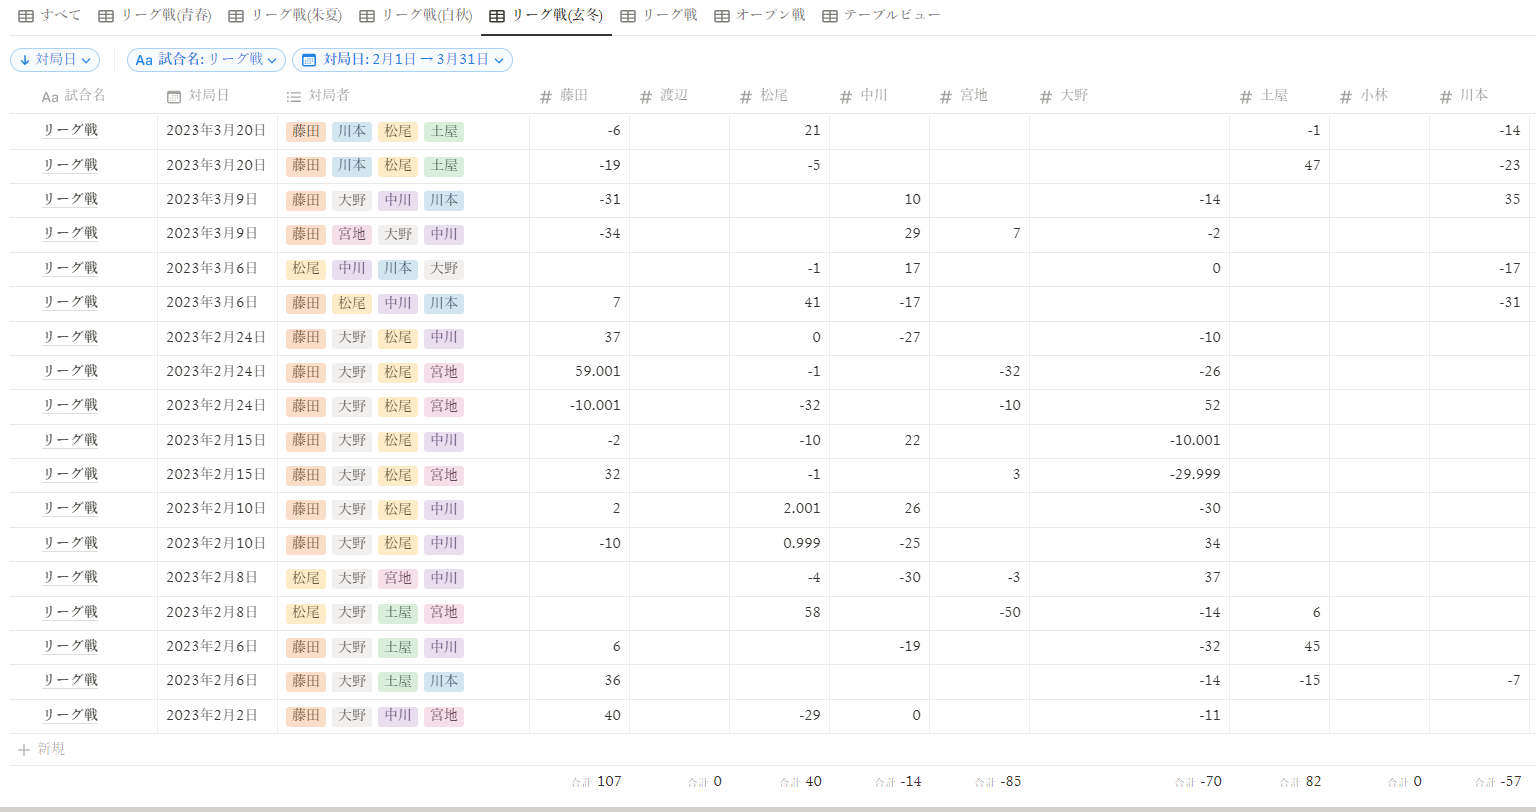 すべて リーグ戦(青春) リーグ戦(朱夏) リーグ戦(白秋) リーグ戦(玄冬) リーグ戦 オープン戦 テーブルビュー
↓ 対局日 Aa 試合名: リーグ戦 対局日: 2月1日 → 3月31日
Aa 試合名 対局日 対局者 # 藤田 # 渡辺 # 松尾 # 中川 # 宮地 # 大野 # 土屋 # 小林 # 川本
リーグ戦 2023年3月20日 藤田 川本 松尾 土屋 -6 21 -1 -14
リーグ戦 2023年3月20日 藤田 川本 松尾 土屋 -19 -5 47 -23
リーグ戦 2023年3月9日 藤田 大野 中川 川本 -31 10 -14 35
リーグ戦 2023年3月9日 藤田 宮地 大野 中川 -34 29 7 -2
リーグ戦 2023年3月6日 松尾 中川 川本 大野 -1 17 0 -17
リーグ戦 2023年3月6日 藤田 松尾 中川 川本 7 41 -17 -31
リーグ戦 2023年2月24日 藤田 大野 松尾 中川 37 0 -27 -10
リーグ戦 2023年2月24日 藤田 大野 松尾 宮地 59.001 -1 -32 -26
リーグ戦 2023年2月24日 藤田 大野 松尾 宮地 -10.001 -32 -10 52
リーグ戦 2023年2月15日 藤田 大野 松尾 中川 -2 -10 22 -10.001
リーグ戦 2023年2月15日 藤田 大野 松尾 宮地 32 -1 3 -29.999
リーグ戦 2023年2月10日 藤田 大野 松尾 中川 2 2.001 26 -30
リーグ戦 2023年2月10日 藤田 大野 松尾 中川 -10 0.999 -25 34
リーグ戦 2023年2月8日 松尾 大野 宮地 中川 -4 -30 -3 37
リーグ戦 2023年2月8日 松尾 大野 土屋 宮地 58 -50 -14 6
リーグ戦 2023年2月6日 藤田 大野 土屋 中川 6 -19 -32 45
リーグ戦 2023年2月6日 藤田 大野 土屋 川本 36 -14 -15 -7
リーグ戦 2023年2月2日 藤田 大野 中川 宮地 40 -29 0 -11
+ 新規
合計 107 合計 0 合計 40 合計 -14 合計 -85 合計 -70 合計 82 合計 0 合計 -57